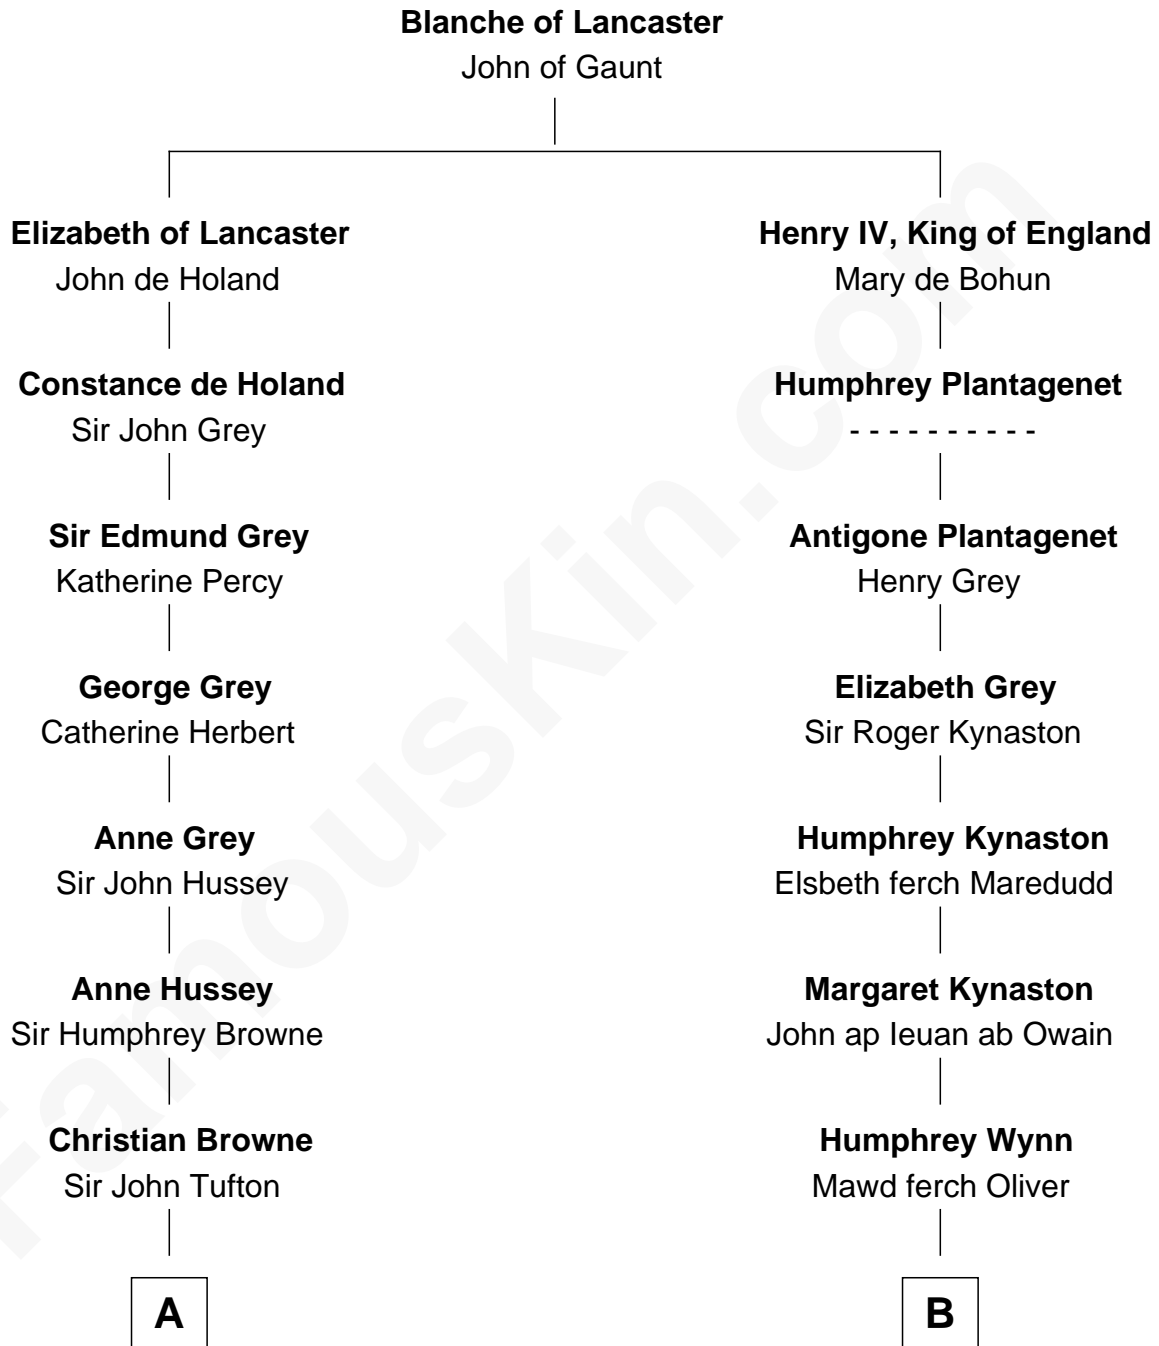 Blanche of Lancaster
John of Gaunt
Elizabeth of Lancaster
John de Holand
Henry IV, King of England
Mary de Bohun
Constance de Holand
Sir John Grey
Humphrey Plantagenet
- - - - - - - - - -
Sir Edmund Grey
Katherine Percy
Antigone Plantagenet
Henry Grey
George Grey
Catherine Herbert
Elizabeth Grey
Sir Roger Kynaston
Anne Grey
Sir John Hussey
Humphrey Kynaston
Elsbeth ferch Maredudd
Anne Hussey
Sir Humphrey Browne
Margaret Kynaston
John ap Ieuan ab Owain
Christian Browne
Sir John Tufton
Humphrey Wynn
Mawd ferch Oliver
A
B
FamousKin.com